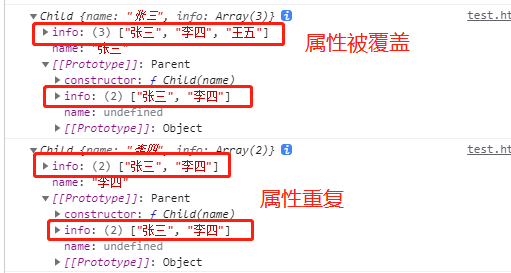 Child {name: "张三", info: Array(3)} i test.ht
info: (3) ["张三", "李四", "王五"]
属性被覆盖
name: "张三"
[[Prototype]]: Parent
constructor: ƒ Child(name)
info: (2) ["张三", "李四"]
name: undefined
[[Prototype]]: Object
Child {name: "李四", info: Array(2)} i test.ht
info: (2) ["张三", "李四"]
name: "李四"
[[Prototype]]: Parent
属性重复
constructor: ƒ Child(name)
info: (2) ["张三", "李四"]
name: undefined
[[Prototype]]: Object